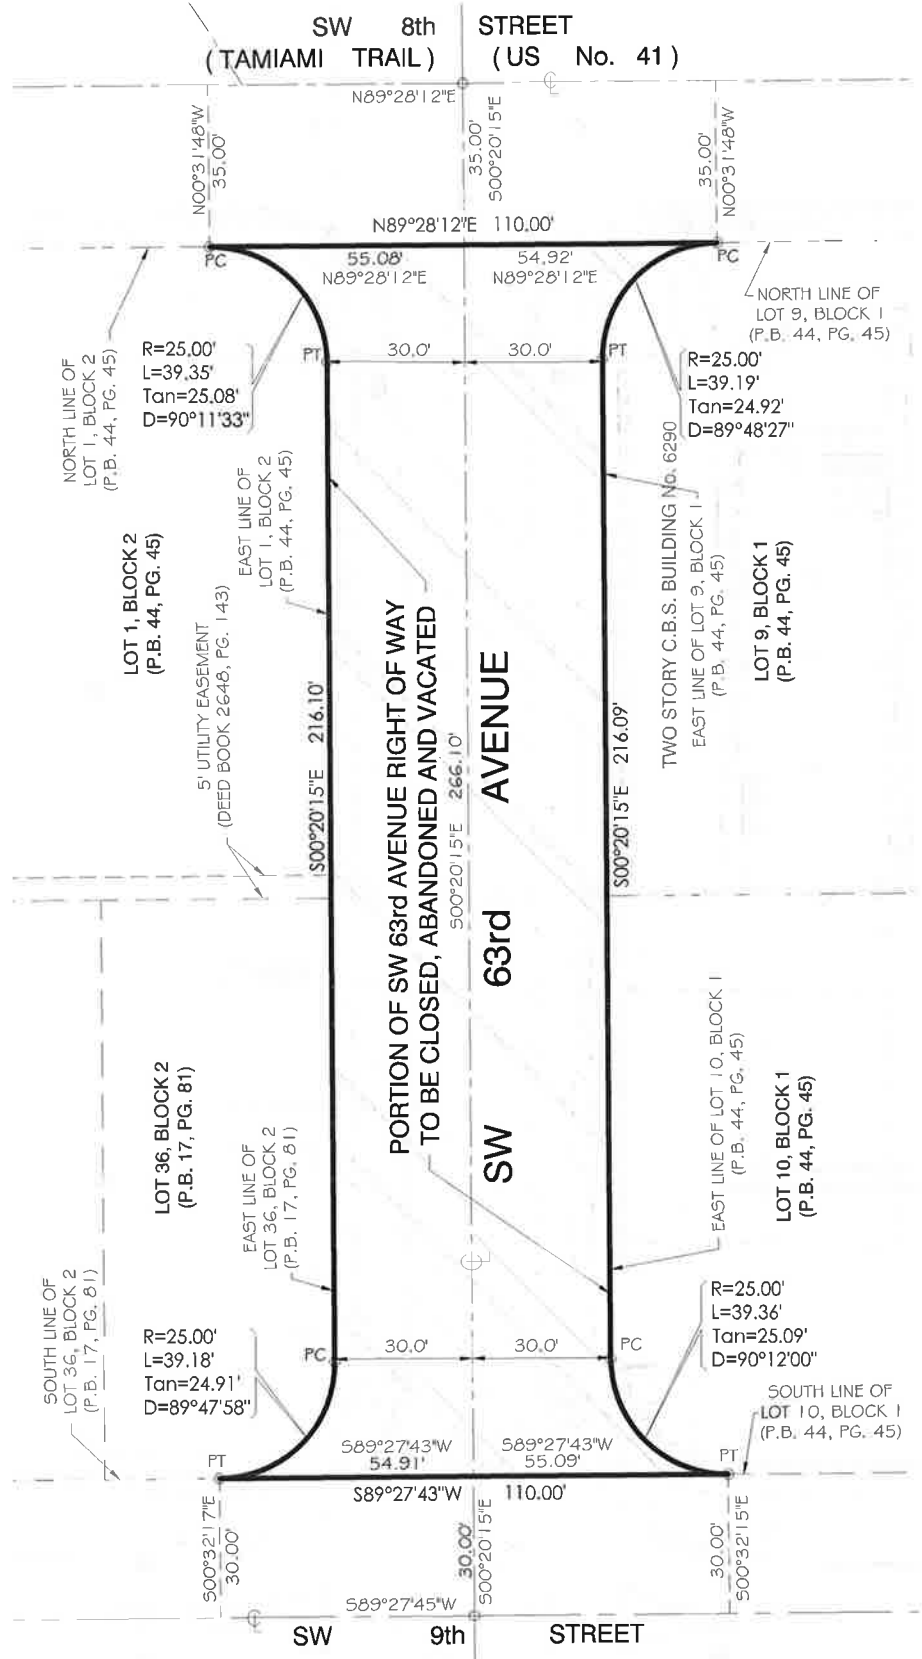 SW 8th STREET
(TAMIAMI TRAIL) (US No. 41)
N89°28'12"E
N00°31'48"W
35.00'
35.00'
S00°20'15"E
35.00'
N00°31'48"W
N89°28'12"E 110.00'
PC
55.08'
N89°28'12"E
54.92'
N89°28'12"E
PC
NORTH LINE OF
LOT 9, BLOCK 1
(P.B. 44, PG. 45)
NORTH LINE OF
LOT 1, BLOCK 2
(P.B. 44, PG. 45)
R=25.00'
L=39.35'
Tan=25.08'
D=90°11'33"
PT
30.0'
30.0'
PT
R=25.00'
L=39.19'
Tan=24.92'
D=89°48'27"
LOT 1, BLOCK 2
(P.B. 44, PG. 45)
EAST LINE OF
LOT 1, BLOCK 2
(P.B. 44, PG. 45)
5' UTILITY EASEMENT
(DEED BOOK 2648, PG. 143)
S00°20'15"E 216.10'
PORTION OF SW 63rd AVENUE RIGHT OF WAY
TO BE CLOSED, ABANDONED AND VACATED
S00°20'15"E 266.10'
SW 63rd AVENUE
S00°20'15"E 216.09'
TWO STORY C.B.S. BUILDING No. 6290
EAST LINE OF LOT 9, BLOCK 1
(P.B. 44, PG. 45)
LOT 9, BLOCK 1
(P.B. 44, PG. 45)
LOT 36, BLOCK 2
(P.B. 17, PG. 81)
EAST LINE OF
LOT 36, BLOCK 2
(P.B. 17, PG. 81)
EAST LINE OF LOT 10, BLOCK 1
(P.B. 44, PG. 45)
LOT 10, BLOCK 1
(P.B. 44, PG. 45)
SOUTH LINE OF
LOT 36, BLOCK 2
(P.B. 17, PG. 81)
R=25.00'
L=39.18'
Tan=24.91'
D=89°47'58"
PC
30.0'
30.0'
PC
R=25.00'
L=39.36'
Tan=25.09'
D=90°12'00"
SOUTH LINE OF
LOT 10, BLOCK 1
(P.B. 44, PG. 45)
PT
S89°27'43"W
54.91'
S89°27'43"W
55.09'
PT
S89°27'43"W 110.00'
S00°32'17"E
30.00'
30.00'
S00°20'15"E
30.00'
S00°32'15"E
S89°27'45"W
SW 9th STREET